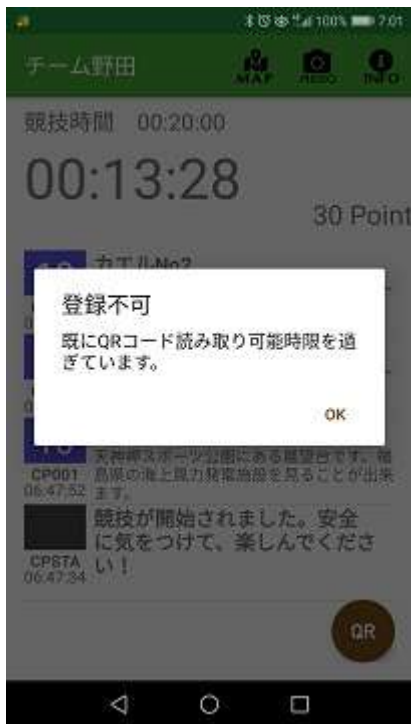 100% 7:01
チーム野田
MAP
MEMO
INFO
競技時間 00:20:00
00:13:28
30 Point
カエルNo2
登録不可
既にQRコード読み取り可能時限を過
ぎています。
OK
天神岬スポーツ公園にある展望台です。福
CP001 島県の海上風力発電施設を見ることが出来
06:47:52 ます。
競技が開始されました。安全
に気をつけて、楽しんでくださ
CPSTA い！
06:47:34
QR